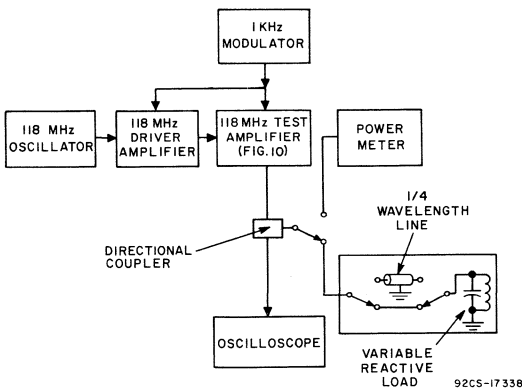 1 KHz
MODULATOR
118 MHz
OSCILLATOR
118 MHz
DRIVER
AMPLIFIER
118 MHz TEST
AMPLIFIER
(FIG. 10)
POWER
METER
1/4
WAVELENGTH
LINE
DIRECTIONAL
COUPLER
OSCILLOSCOPE
VARIABLE
REACTIVE
LOAD
92CS-17338